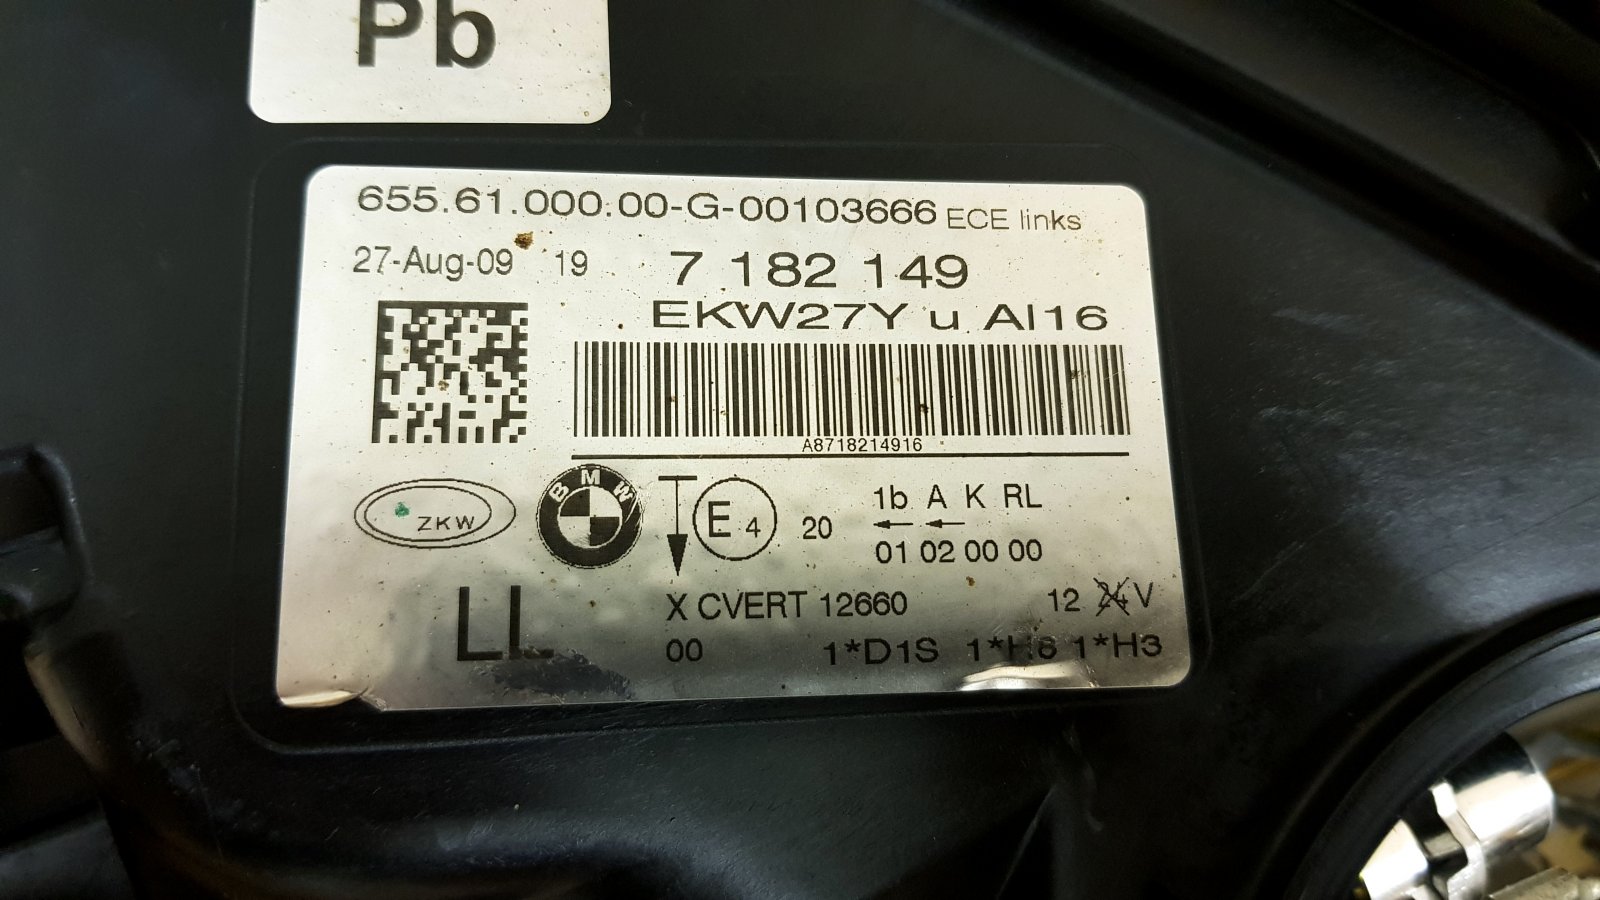 Pb
655.61.000.00-G-00103666 ECE links
27-Aug-09 19 7 182 149
EKW27Y u AI16
A8718214916
ZKW
BMW
E 4 20
1b A K RL
01 02 00 00
LL
X CVERT 12660
12 24 V
00
1*D1S 1*H8 1*H3